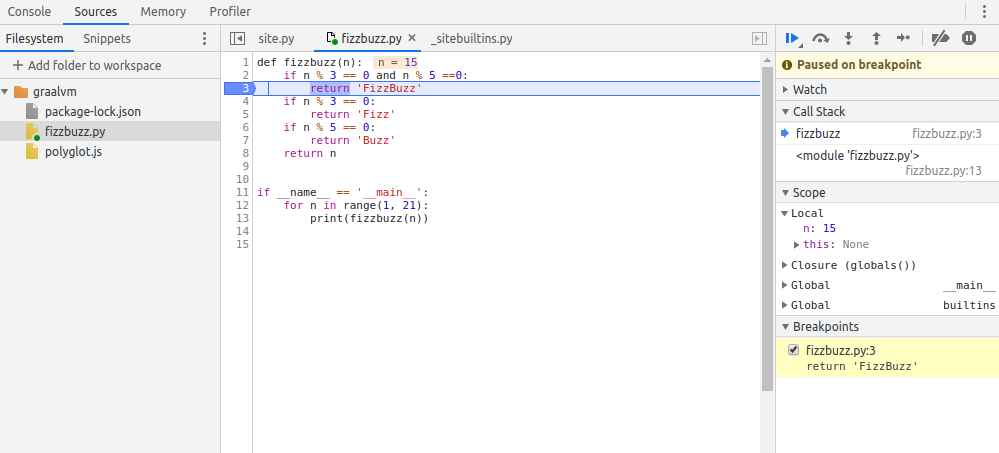 Console Sources Memory Profiler
Filesystem Snippets
Add folder to workspace
graalvm
package-lock.json
fizzbuzz.py
polyglot.js
site.py fizzbuzz.py _sitebuiltins.py
1 def fizzbuzz(n): n = 15
2 if n % 3 == 0 and n % 5 ==0:
3 return 'FizzBuzz'
4 if n % 3 == 0:
5 return 'Fizz'
6 if n % 5 == 0:
7 return 'Buzz'
8 return n
9
10
11 if __name__ == '__main__':
12 for n in range(1, 21):
13 print(fizzbuzz(n))
14
15
Paused on breakpoint
Watch
Call Stack
fizzbuzz fizzbuzz.py:3
<module 'fizzbuzz.py'>
fizzbuzz.py:13
Scope
Local
n: 15
this: None
Closure (globals())
Global __main__
Global builtins
Breakpoints
fizzbuzz.py:3
return 'FizzBuzz'